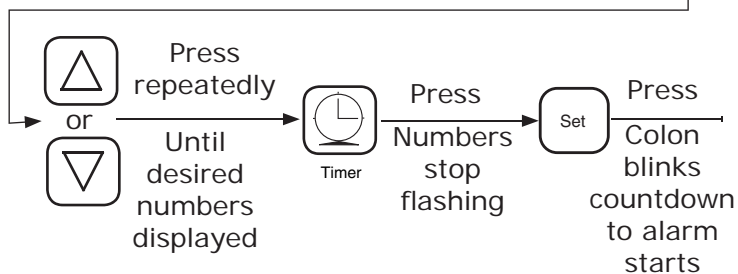 Press
repeatedly
or
Until
desired
numbers
displayed
Timer
Press
Numbers
stop
flashing
Set
Press
Colon
blinks
countdown
to alarm
starts